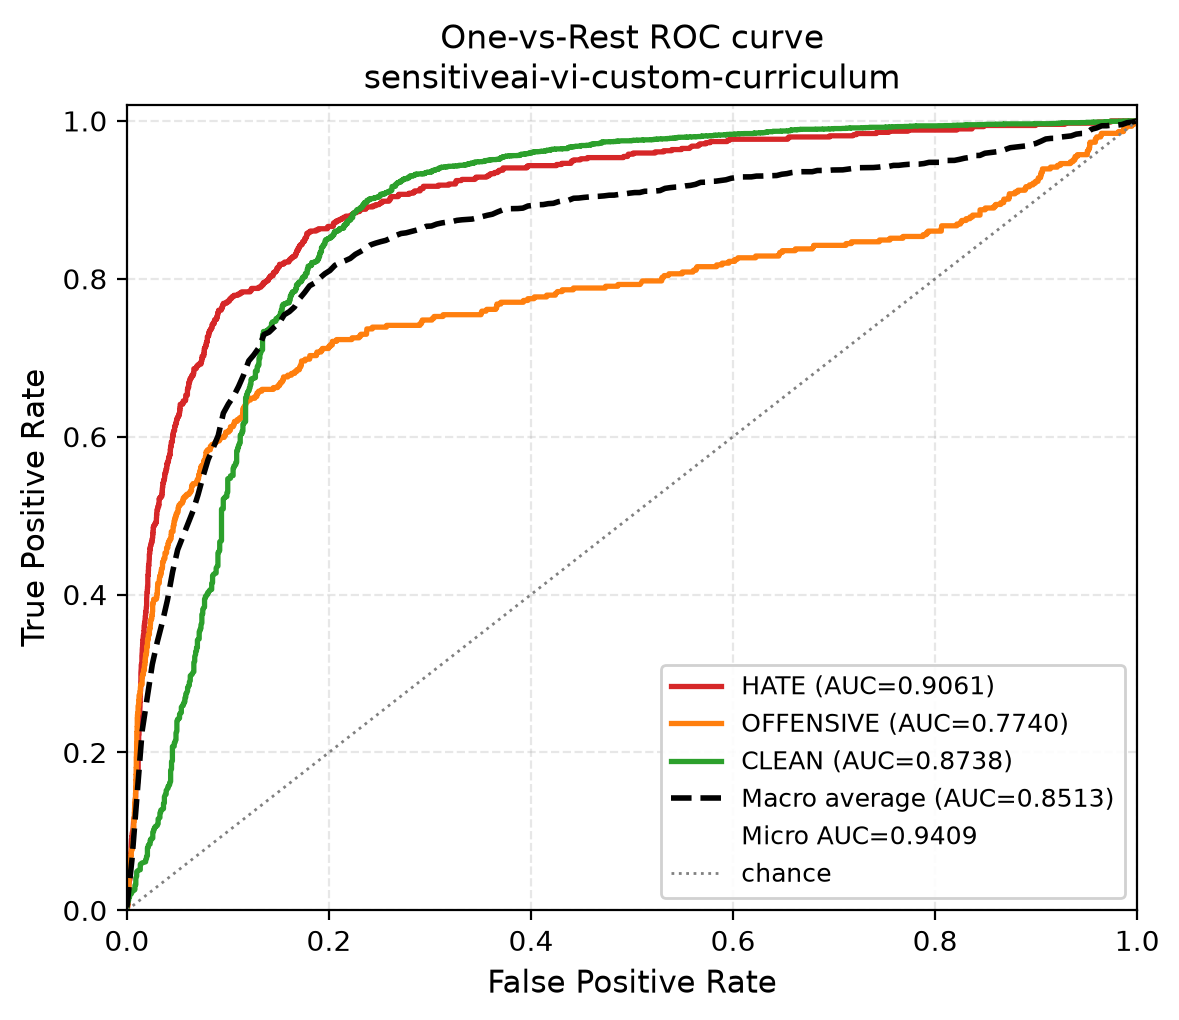 One-vs-Rest ROC curve
sensitiveai-vi-custom-curriculum
1.0
0.8
0.6
0.4
0.2
0.0
True Positive Rate
HATE (AUC=0.9061)
OFFENSIVE (AUC=0.7740)
CLEAN (AUC=0.8738)
Macro average (AUC=0.8513)
Micro AUC=0.9409
chance
0.0 0.2 0.4 0.6 0.8 1.0
False Positive Rate